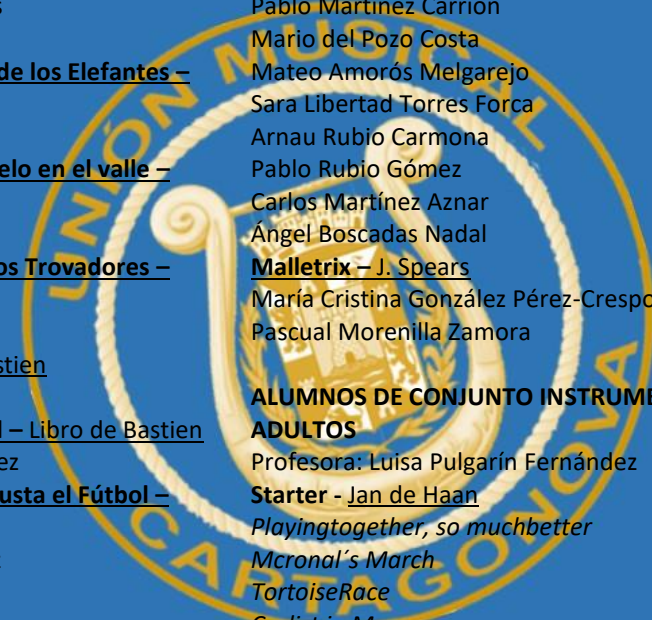 de los Elefantes –
elo en el valle –
os Trovadores –
stien
– Libro de Bastien
ez
usta el Fútbol –
Pablo Martínez Carrión
Mario del Pozo Costa
Mateo Amorós Melgarejo
Sara Libertad Torres Forca
Arnau Rubio Carmona
Pablo Rubio Gómez
Carlos Martínez Aznar
Ángel Boscadas Nadal
Malletrix – J. Spears
María Cristina González Pérez-Crespo
Pascual Morenilla Zamora
ALUMNOS DE CONJUNTO INSTRUME
ADULTOS
Profesora: Luisa Pulgarín Fernández
Starter - Jan de Haan
Playingtogether, so muchbetter
Mcronal´s March
TortoiseRace
UNIÓN MUSICAL
CARTAGONOVA